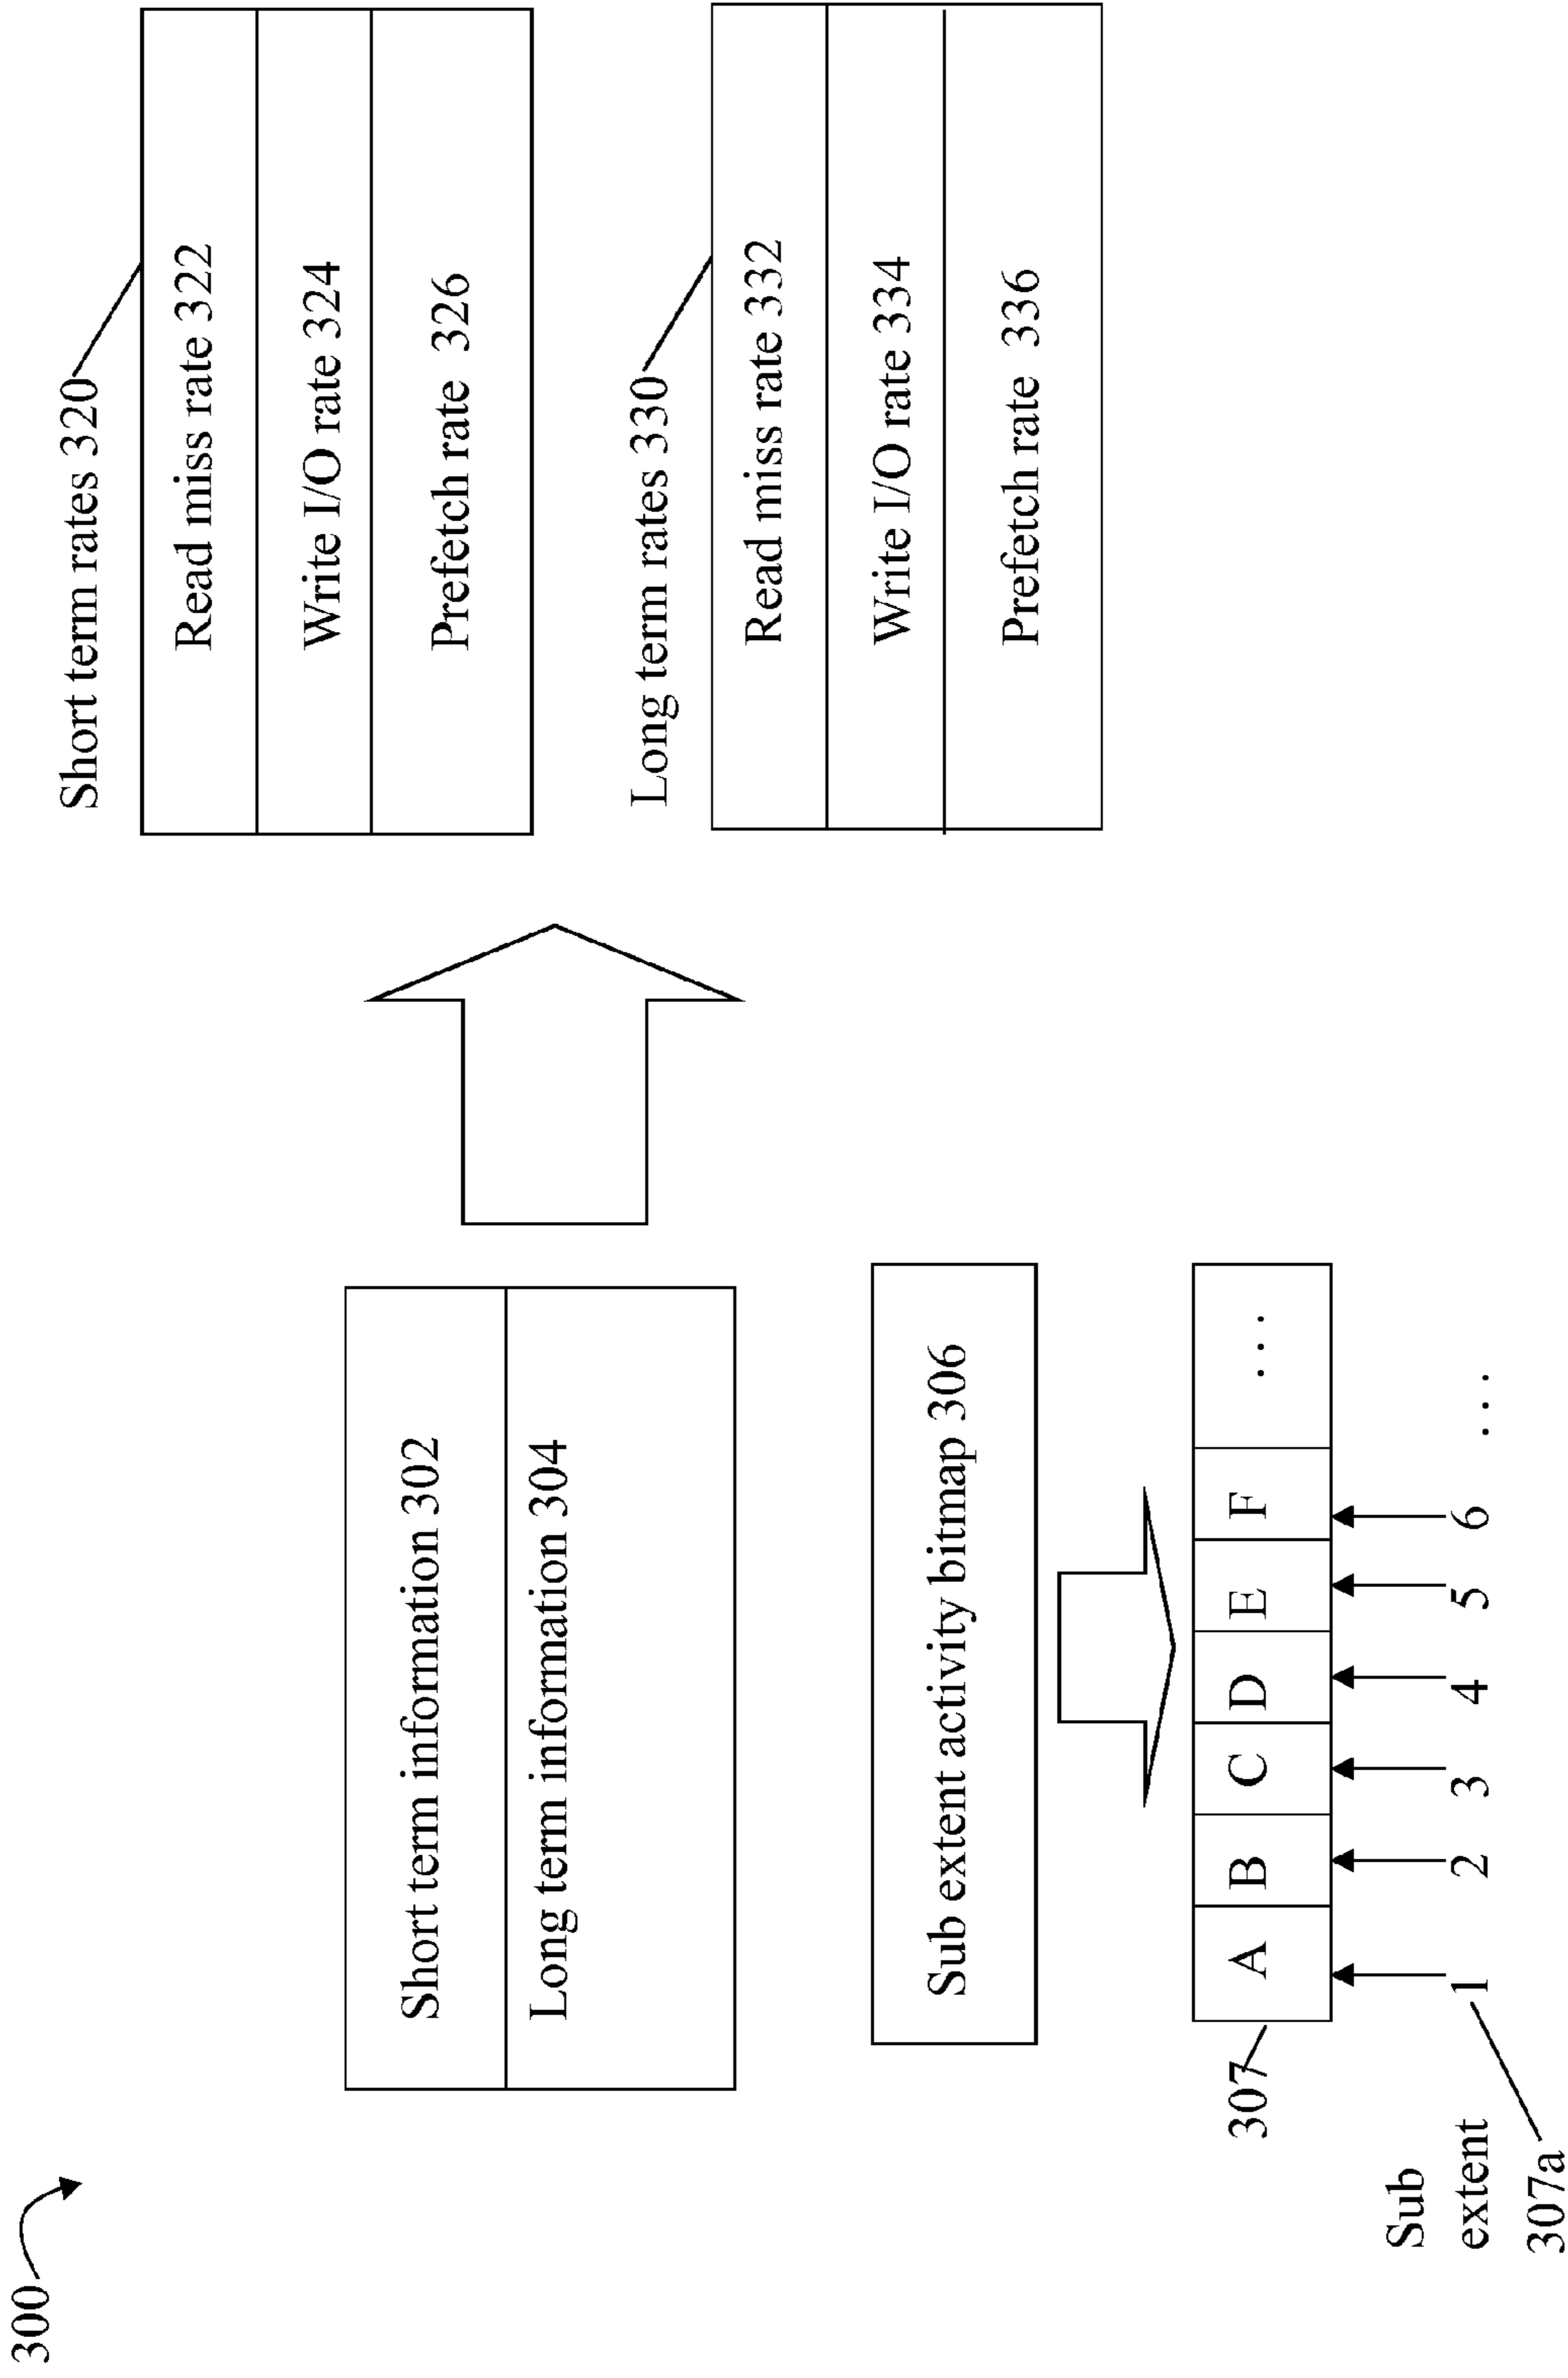 300
Short term rates 320
Read miss rate 322
Write I/O rate 324
Prefetch rate 326
Short term information 302
Long term information 304
Long term rates 330
Read miss rate 332
Write I/O rate 334
Prefetch rate 336
Sub extent activity bitmap 306
307 A B C D E F ...
Sub
extent 1 2 3 4 5 6 ...
307a